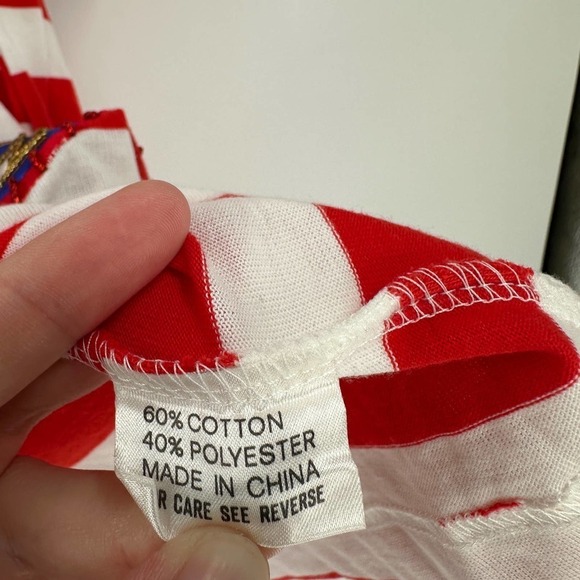 60% COTTON
40% POLYESTER
MADE IN CHINA
R CARE SEE REVERSE